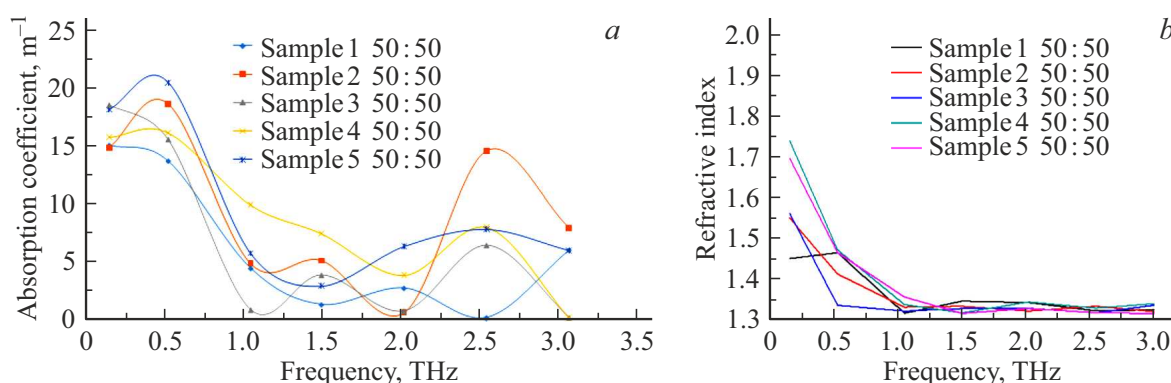 Absorption coefficient, m⁻¹
25
20
15
10
5
0
0.5
1.0
1.5
2.0
2.5
3.0
3.5
Frequency, THz
Sample 1 50 : 50
Sample 2 50 : 50
Sample 3 50 : 50
Sample 4 50 : 50
Sample 5 50 : 50
a
Refractive index
2.0
1.9
1.8
1.7
1.6
1.5
1.4
1.3
0
0.5
1.0
1.5
2.0
2.5
3.0
Frequency, THz
Sample 1 50 : 50
Sample 2 50 : 50
Sample 3 50 : 50
Sample 4 50 : 50
Sample 5 50 : 50
b